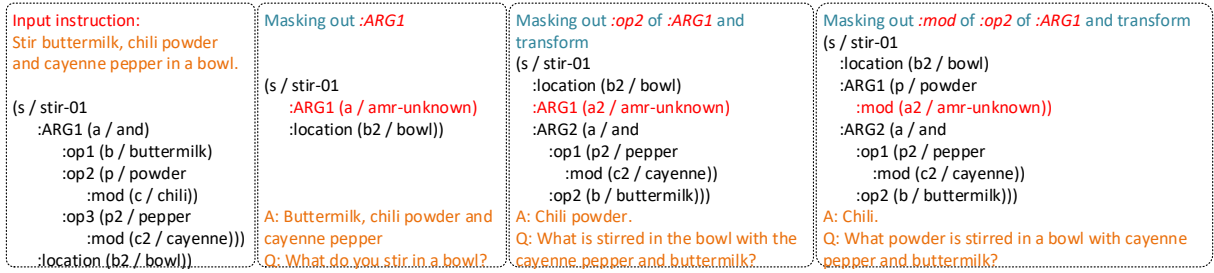 Input instruction:
Stir buttermilk, chili powder
and cayenne pepper in a bowl.
(s / stir-01
:ARG1 (a / and)
:op1 (b / buttermilk)
:op2 (p / powder
:mod (c / chili))
:op3 (p2 / pepper
:mod (c2 / cayenne)))
:location (b2 / bowl))
Masking out :ARG1
(s / stir-01
:ARG1 (a / amr-unknown)
:location (b2 / bowl))
A: Buttermilk, chili powder and
cayenne pepper
Q: What do you stir in a bowl?
Masking out :op2 of :ARG1 and
transform
(s / stir-01
:location (b2 / bowl)
:ARG1 (a2 / amr-unknown)
:ARG2 (a / and
:op1 (p2 / pepper
:mod (c2 / cayenne))
:op2 (b / buttermilk)))
A: Chili powder.
Q: What is stirred in the bowl with the
cayenne pepper and buttermilk?
Masking out :mod of :op2 of :ARG1 and transform
(s / stir-01
:location (b2 / bowl)
:ARG1 (p / powder
:mod (a2 / amr-unknown))
:ARG2 (a / and
:op1 (p2 / pepper
:mod (c2 / cayenne))
:op2 (b / buttermilk)))
A: Chili.
Q: What powder is stirred in a bowl with cayenne
pepper and buttermilk?